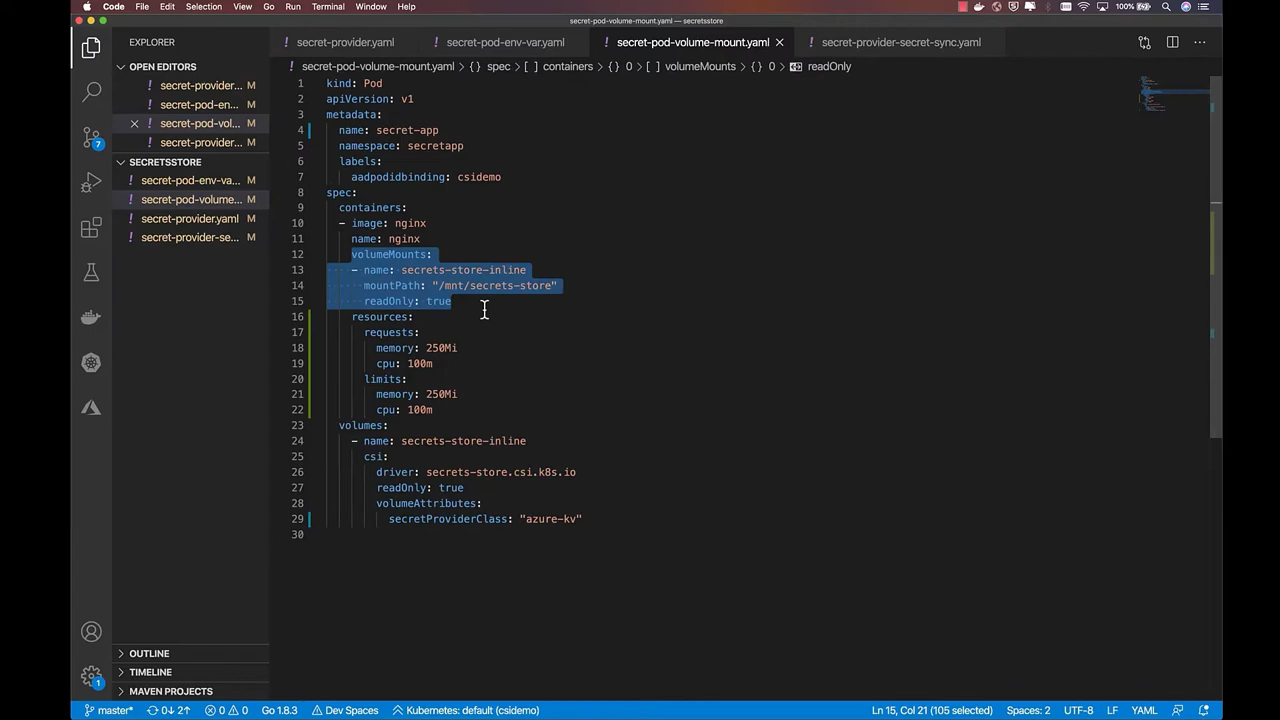 Code File Edit Selection View Go Run Terminal Window Help 100%
secret-pod-volume-mount.yaml — secretsstore
EXPLORER
secret-provider.yaml secret-pod-env-var.yaml secret-pod-volume-mount.yaml secret-provider-secret-sync.yaml
OPEN EDITORS
secret-pod-volume-mount.yaml > {} spec > [ ] containers > {} 0 > [ ] volumeMounts > {} 0 > readOnly
secret-provider... M
secret-pod-en... M
secret-pod-vol... M
secret-provider... M
SECRETSSTORE
secret-pod-env-va... M
secret-pod-volume... M
secret-provider.yaml M
secret-provider-se... M
7
1 kind: Pod
2 apiVersion: v1
3 metadata:
4 name: secret-app
5 namespace: secretapp
6 labels:
7 aadpodidbinding: csidemo
8 spec:
9 containers:
10 - image: nginx
11 name: nginx
12 volumeMounts:
13 - name: secrets-store-inline
14 mountPath: "/mnt/secrets-store"
15 readOnly: true
16 resources:
17 requests:
18 memory: 250Mi
19 cpu: 100m
20 limits:
21 memory: 250Mi
22 cpu: 100m
23 volumes:
24 - name: secrets-store-inline
25 csi:
26 driver: secrets-store.csi.k8s.io
27 readOnly: true
28 volumeAttributes:
29 secretProviderClass: "azure-kv"
30
OUTLINE
TIMELINE
MAVEN PROJECTS
1
master* 0↓ 2↑ 0 0 Go 1.8.3 Dev Spaces Kubernetes: default (csidemo) Ln 15, Col 21 (105 selected) Spaces: 2 UTF-8 LF YAML